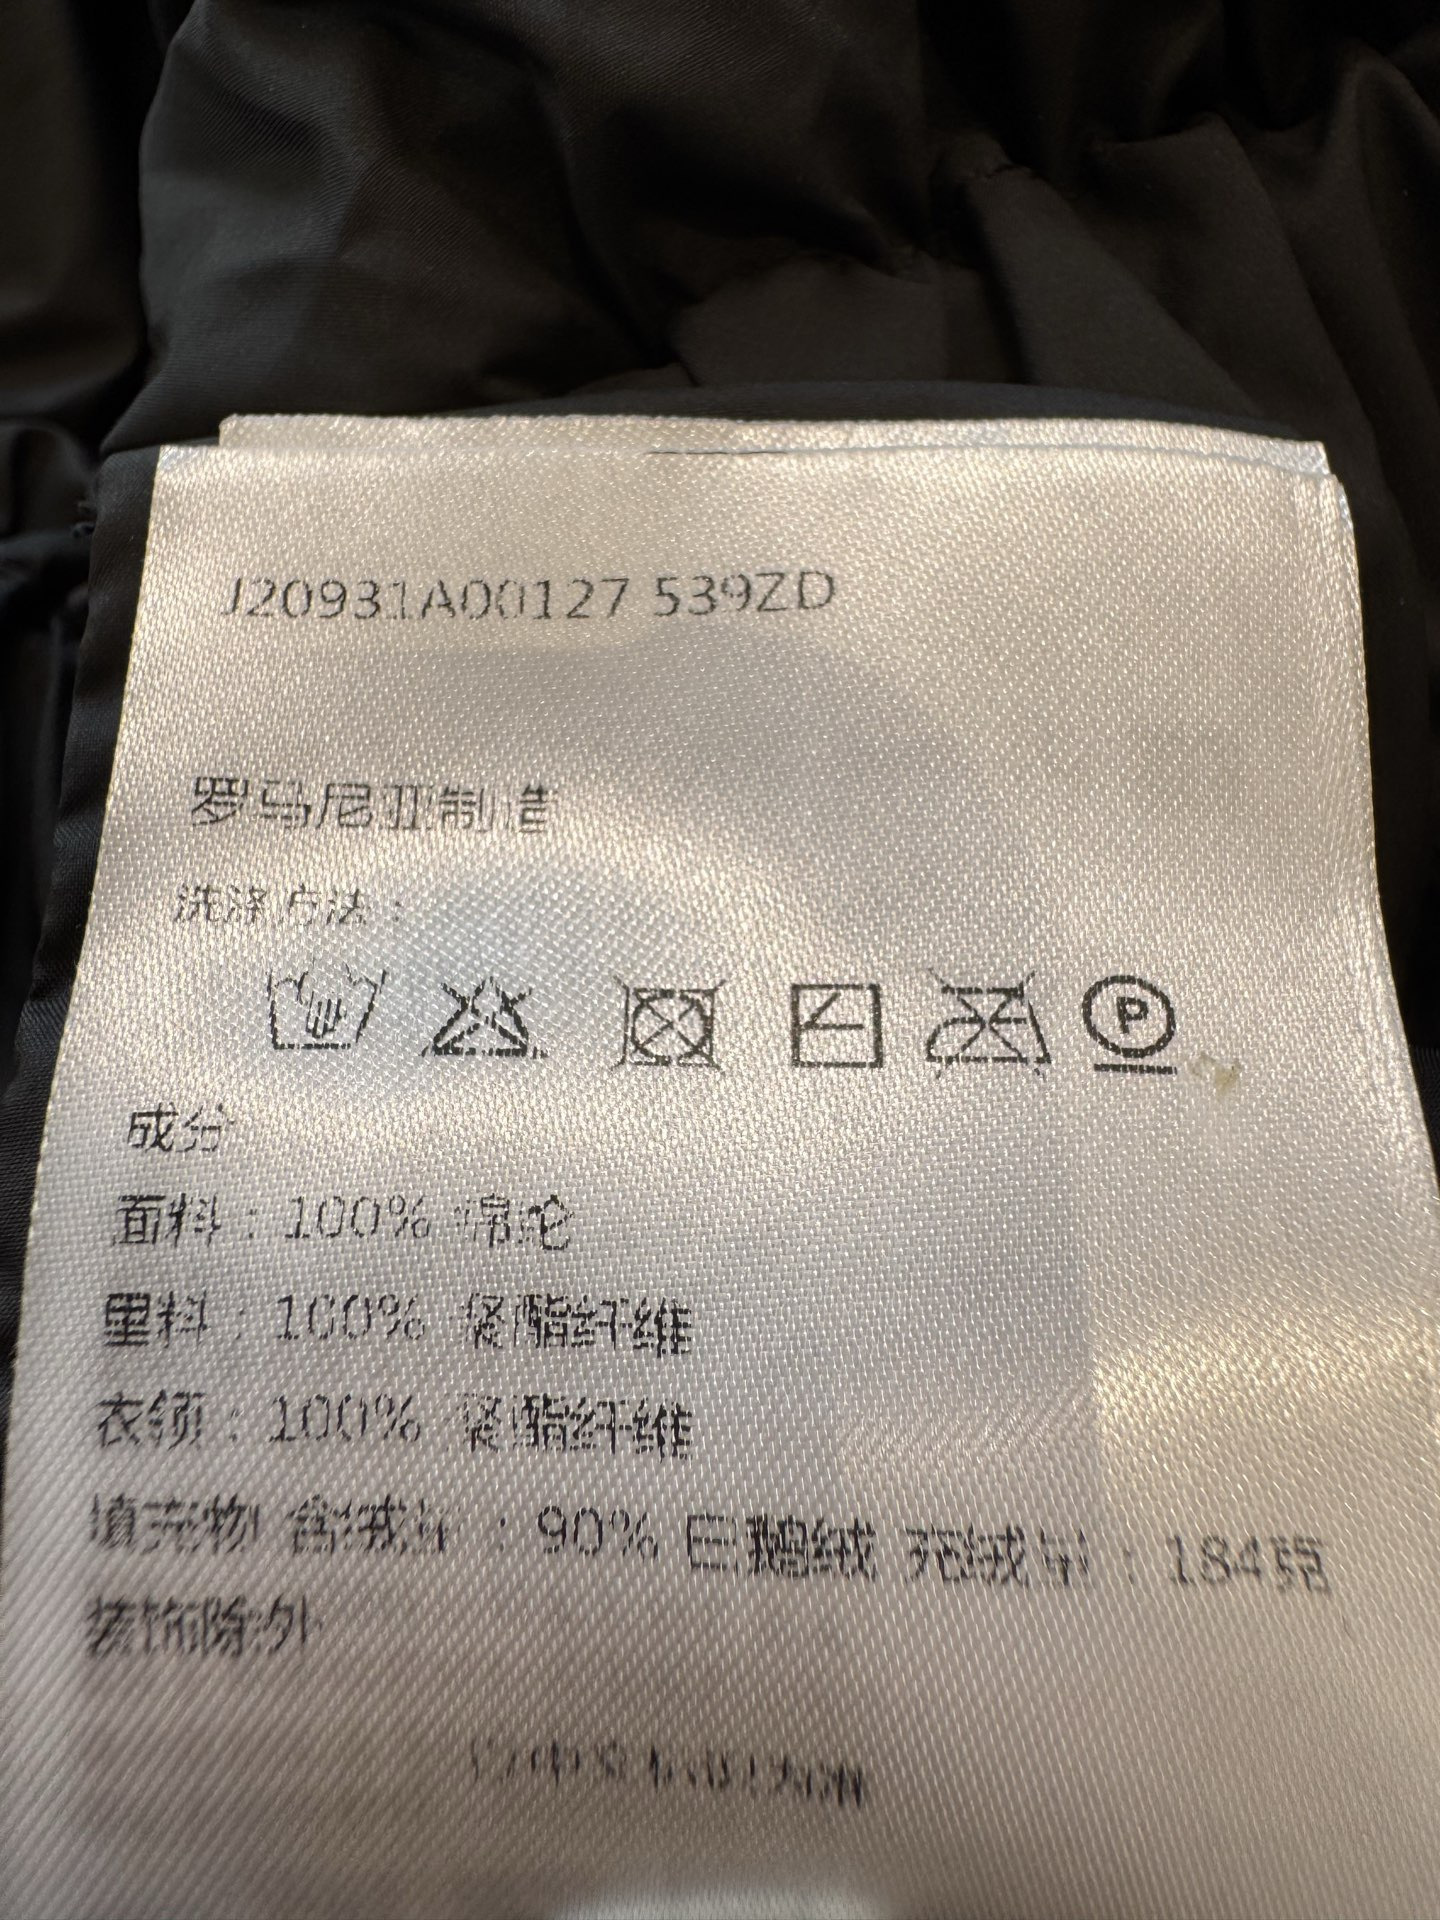 J20931A00127 539ZD
罗马尼亚制造
洗涤方法：
P
成分
面料：100% 锦纶
里料：100% 聚酯纤维
衣领：100% 聚酯纤维
填充物 含绒量：90% 白鹅绒 充绒量：184克
装饰除外